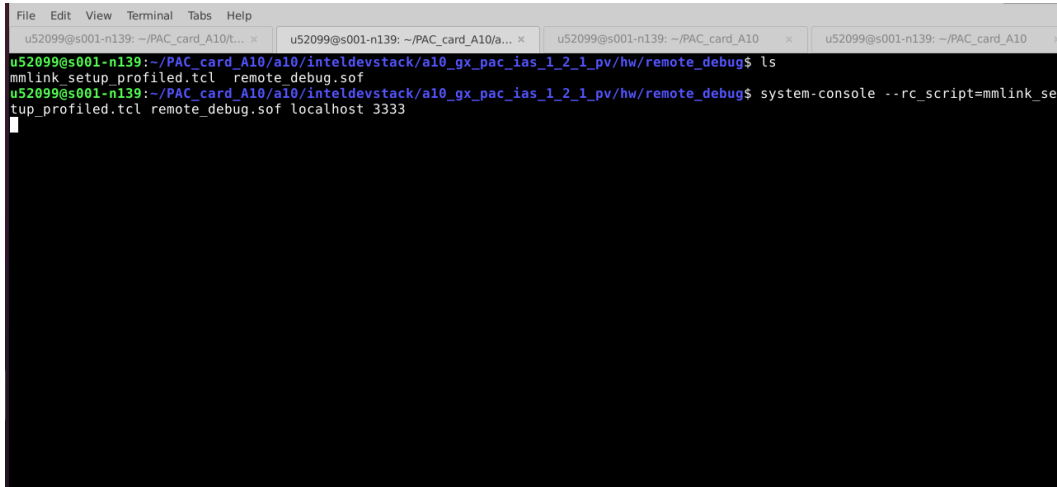 File Edit View Terminal Tabs Help
u52099@s001-n139: ~/PAC_card_A10/t... × u52099@s001-n139: ~/PAC_card_A10/a... × u52099@s001-n139: ~/PAC_card_A10 × u52099@s001-n139: ~/PAC_card_A10
u52099@s001-n139:~/PAC_card_A10/a10/inteldevstack/a10_gx_pac_ias_1_2_1_pv/hw/remote_debug$ ls
mmlink_setup_profiled.tcl remote_debug.sof
u52099@s001-n139:~/PAC_card_A10/a10/inteldevstack/a10_gx_pac_ias_1_2_1_pv/hw/remote_debug$ system-console --rc_script=mmlink_se
tup_profiled.tcl remote_debug.sof localhost 3333